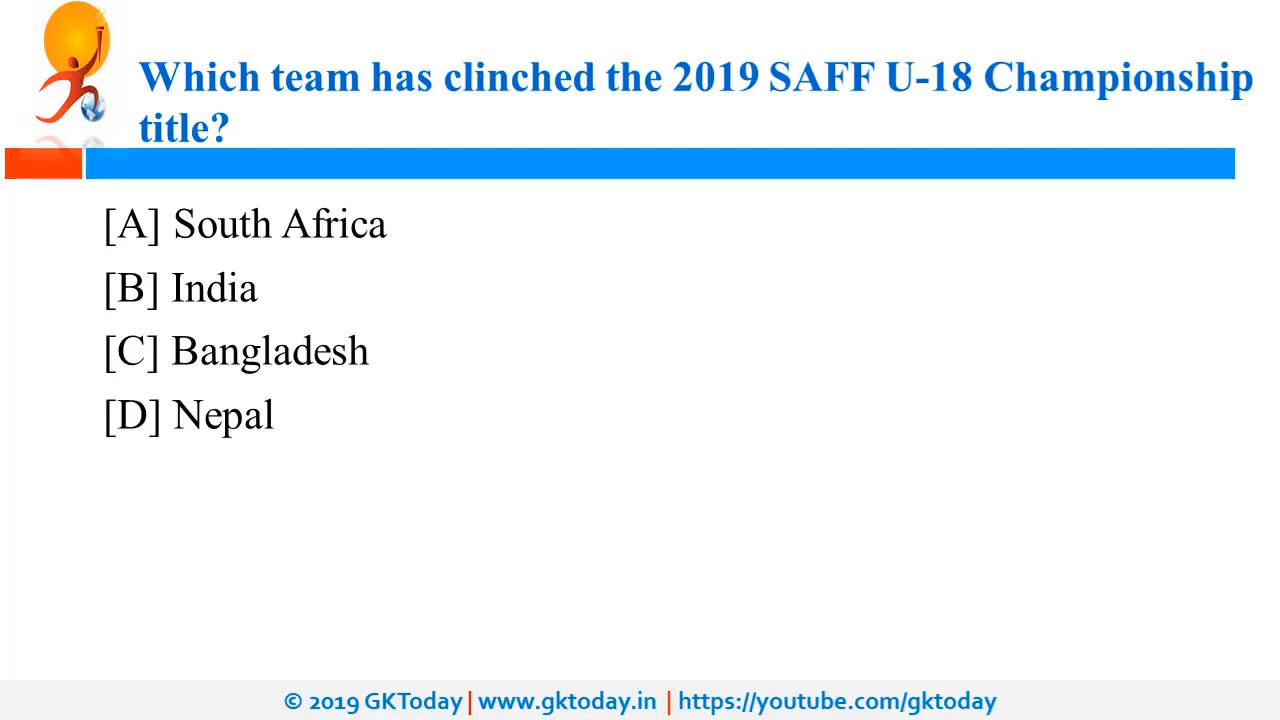 Which team has clinched the 2019 SAFF U-18 Championship
title?
[A] South Africa
[B] India
[C] Bangladesh
[D] Nepal
© 2019 GKToday | www.gktoday.in | https://youtube.com/gktoday